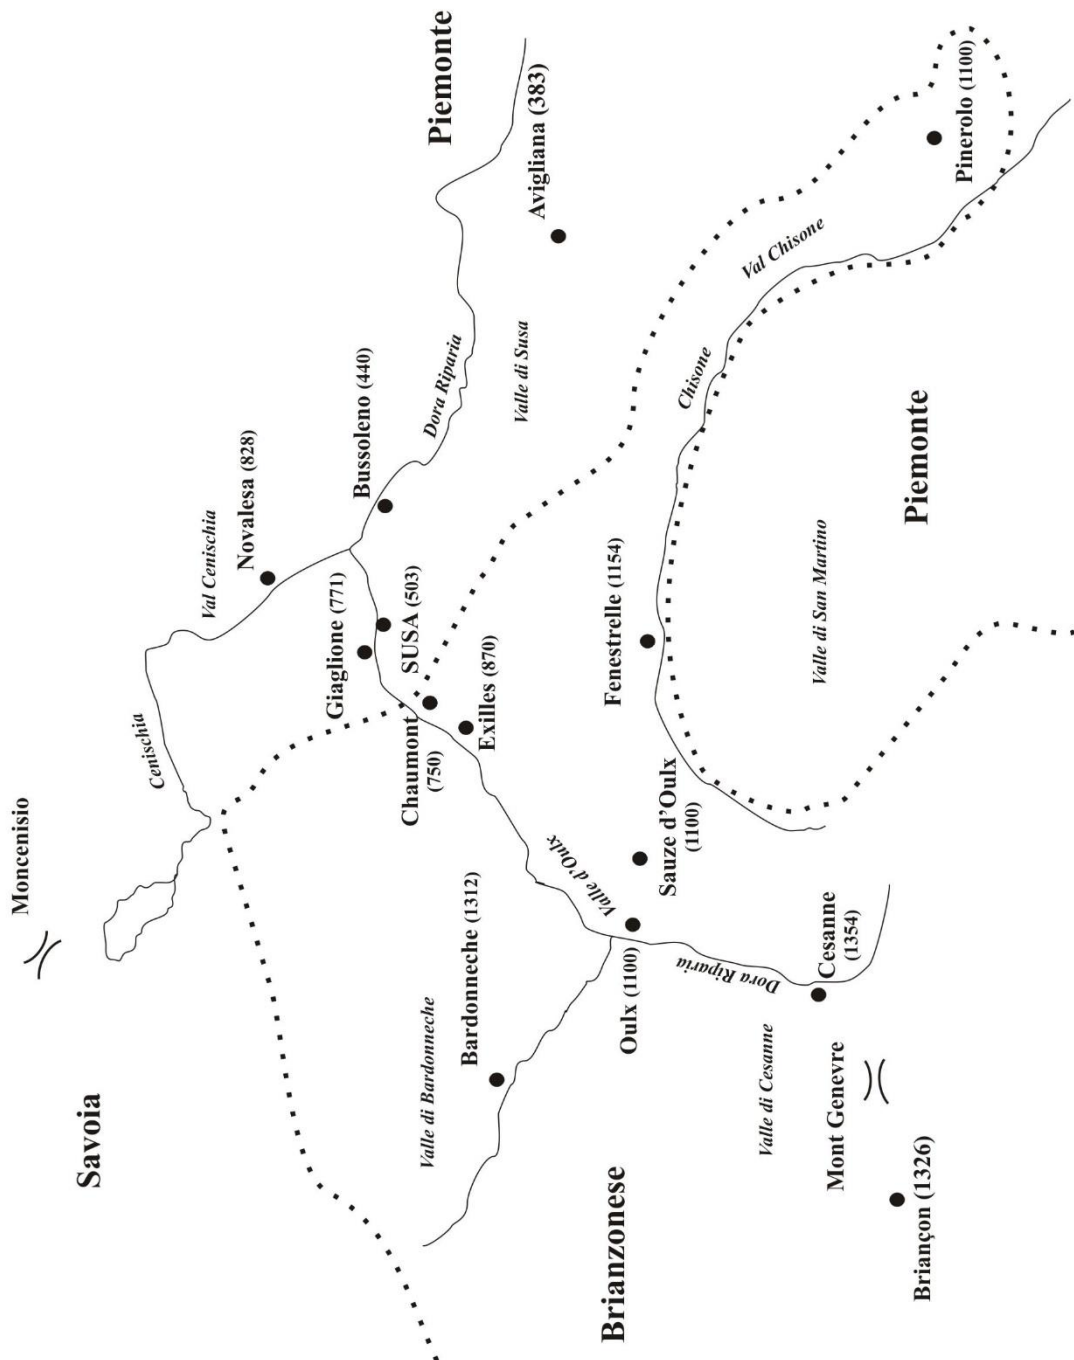 Moncenisio
Savoia
Cenischia
Val Cenischia
Novalesa (828)
Piemonte
Giaglione (771)
SUSA (503)
Bussoleno (440)
Dora Riparia
Valle di Susa
Avigliana (383)
Chaumont
(750)
Exilles (870)
Valle di Bardonneche
Bardonneche (1312)
Valle d'Oulx
Brianzonese
Oulx (1100)
Sauze d'Oulx
(1100)
Dora Riparia
Fenestrelle (1154)
Chisone
Val Chisone
Pinerolo (1100)
Valle di Cesanne
Cesanne
(1354)
Mont Genevre
Briançon (1326)
Valle di San Martino
Piemonte